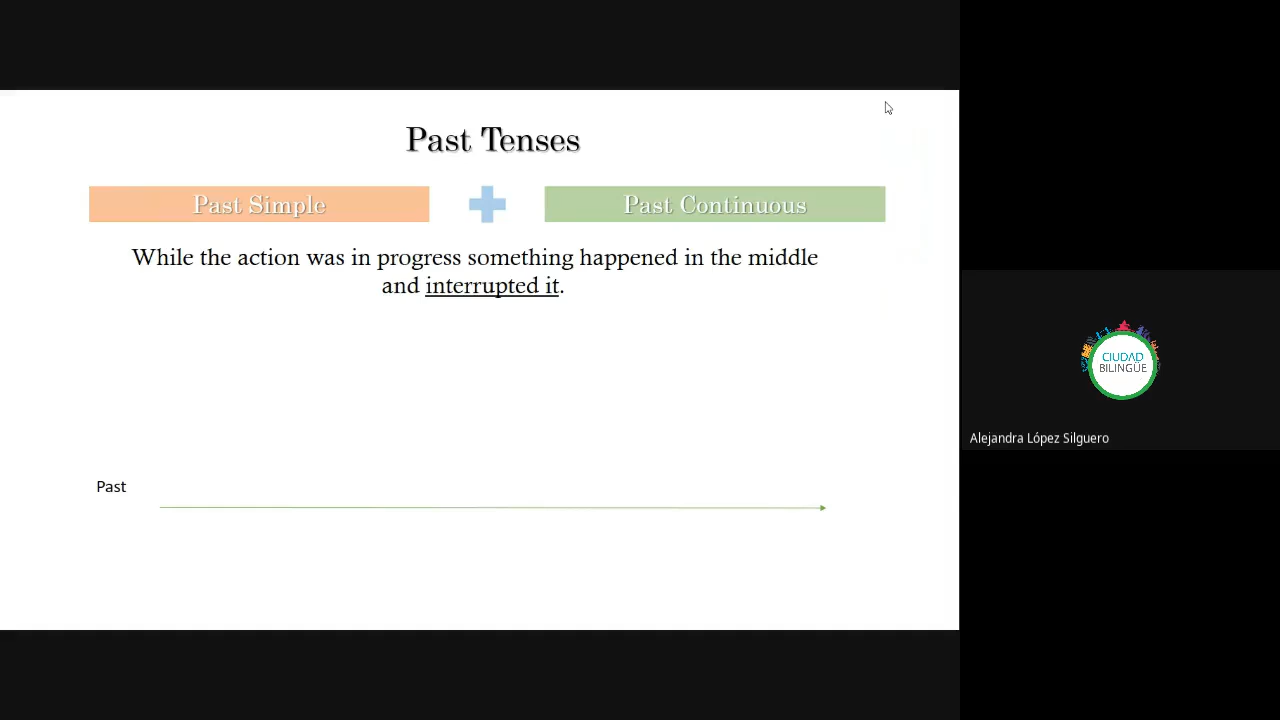 Past Tenses
Past Simple
Past Continuous
While the action was in progress something happened in the middle
and interrupted it.
Past
CIUDAD
BILINGÜE
Alejandra López Silguero